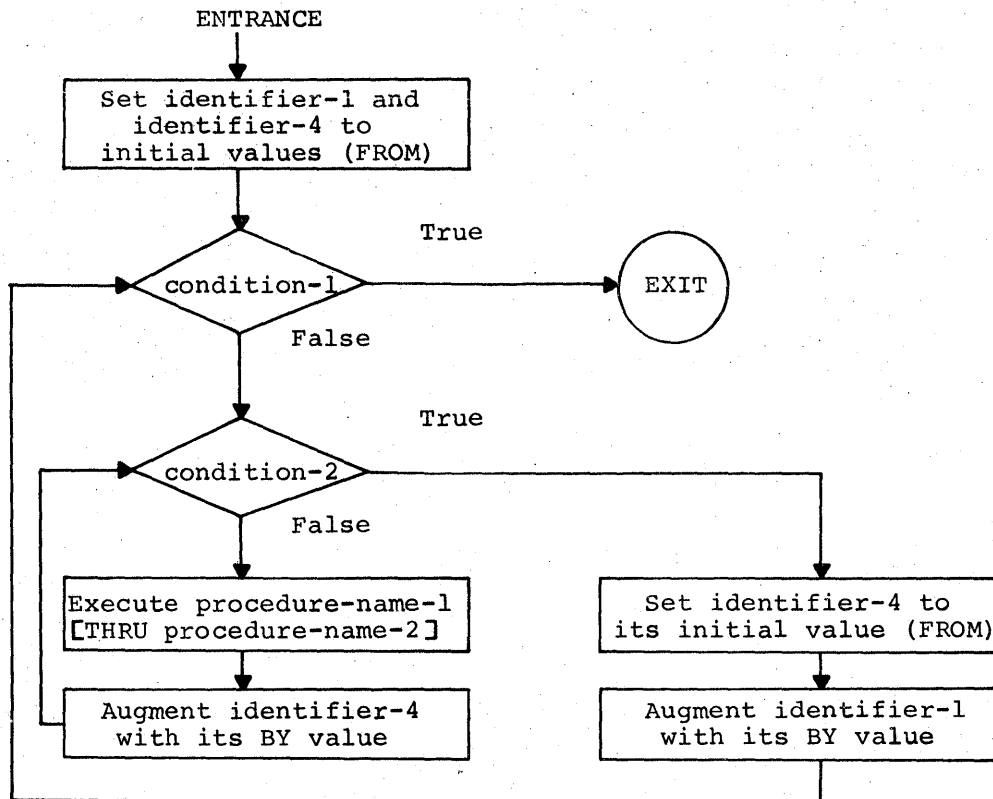 ENTRANCE
Set identifier-1 and
identifier-4 to
initial values (FROM)
True
condition-1
EXIT
False
True
condition-2
False
Execute procedure-name-1
[THRU procedure-name-2]
Set identifier-4 to
its initial value (FROM)
Augment identifier-4
with its BY value
Augment identifier-1
with its BY value